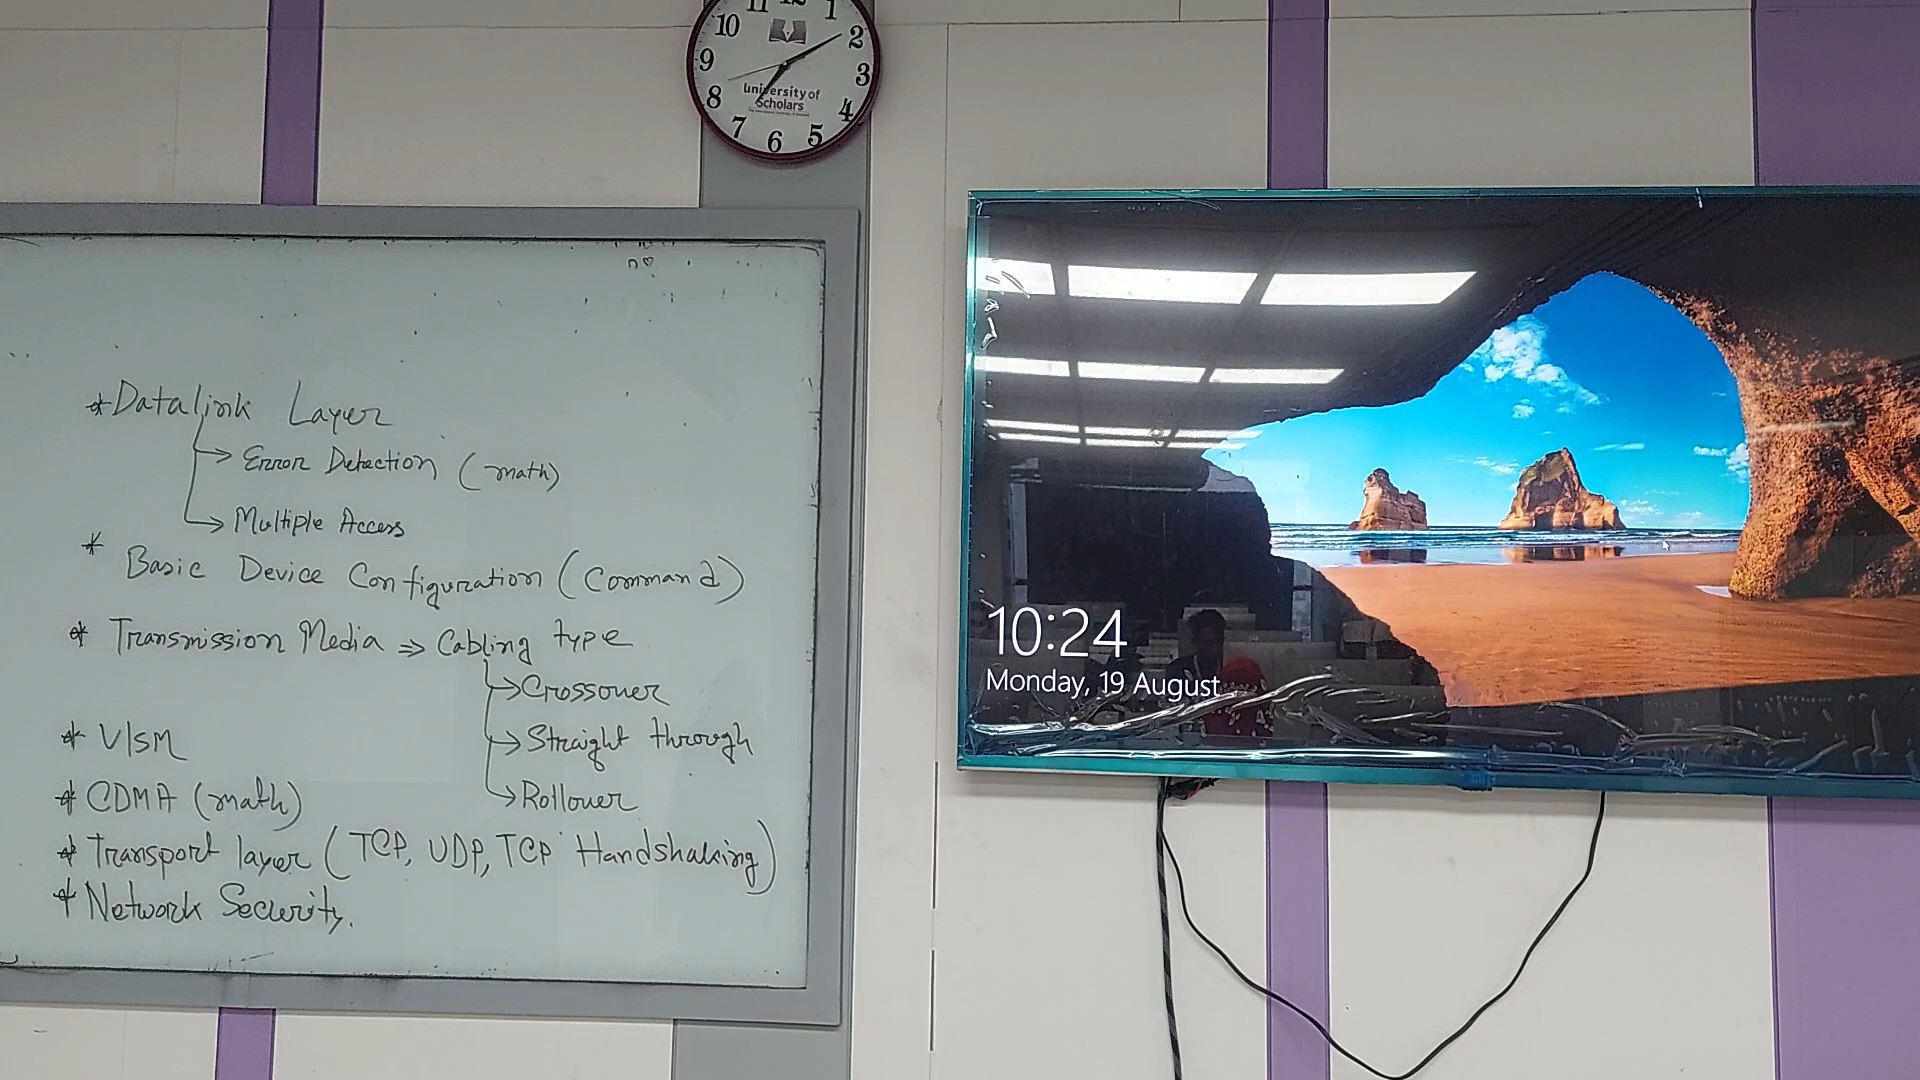 11 12 1
10 2
9 3
8 4
7 6 5
University of
Scholars
* Datalink Layer
→ Error Detection (math)
→ Multiple Access
* Basic Device Configuration (Command)
* Transmission Media ⇒ Cabling type
→ Crossover
→ Straight through
→ Rollover
* VLSM
* CDMA (math)
* Transport layer (TCP, UDP, TCP Handshaking)
* Network Security.
10:24
Monday, 19 August